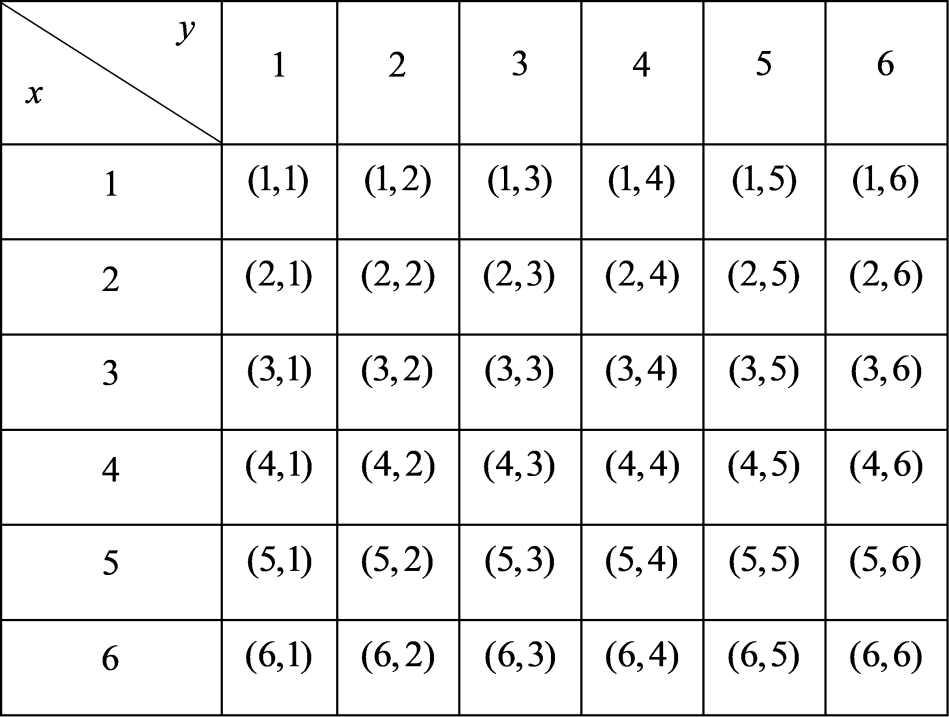 y
x 1 2 3 4 5 6
1 (1,1) (1,2) (1,3) (1,4) (1,5) (1,6)
2 (2,1) (2,2) (2,3) (2,4) (2,5) (2,6)
3 (3,1) (3,2) (3,3) (3,4) (3,5) (3,6)
4 (4,1) (4,2) (4,3) (4,4) (4,5) (4,6)
5 (5,1) (5,2) (5,3) (5,4) (5,5) (5,6)
6 (6,1) (6,2) (6,3) (6,4) (6,5) (6,6)